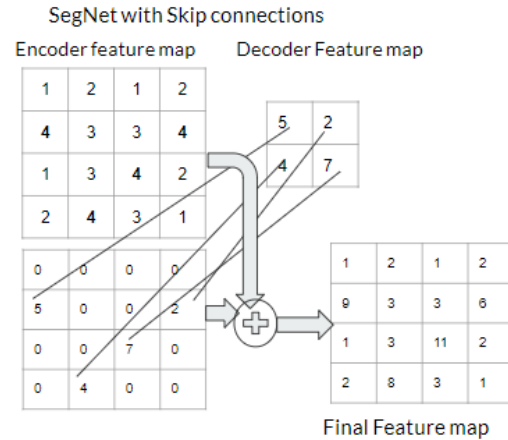 SegNet with Skip connections
Encoder feature map
Decoder Feature map
1 2 1 2
4 3 3 4
1 3 4 2
2 4 3 1
5 2
4 7
0 0 0 0
5 0 0 2
0 0 7 0
0 4 0 0
1 2 1 2
9 3 3 6
1 3 11 2
2 8 3 1
Final Feature map